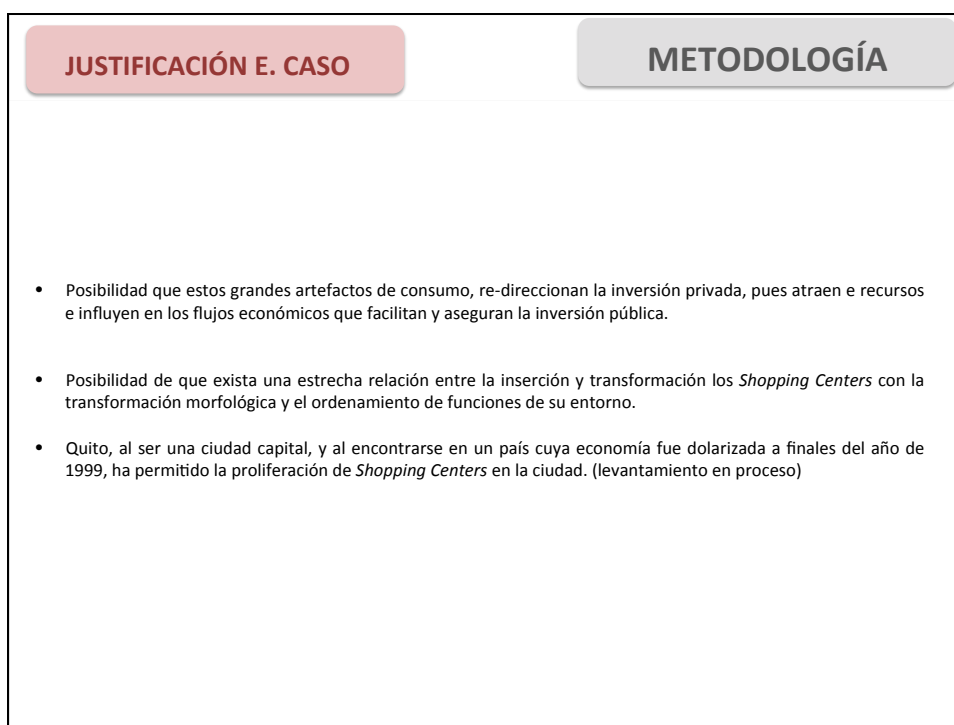 JUSTIFICACIÓN E. CASO
METODOLOGÍA
• Posibilidad que estos grandes artefactos de consumo, re-direccionan la inversión privada, pues atraen e recursos
e influyen en los flujos económicos que facilitan y aseguran la inversión pública.
• Posibilidad de que exista una estrecha relación entre la inserción y transformación los Shopping Centers con la
transformación morfológica y el ordenamiento de funciones de su entorno.
• Quito, al ser una ciudad capital, y al encontrarse en un país cuya economía fue dolarizada a finales del año de
1999, ha permitido la proliferación de Shopping Centers en la ciudad. (levantamiento en proceso)